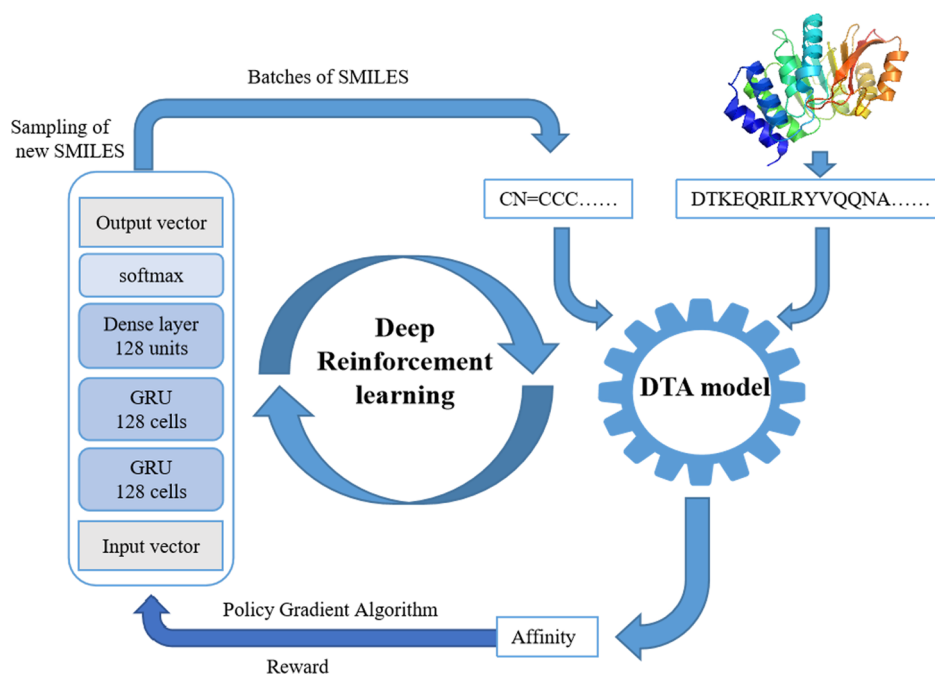 Batches of SMILES
Sampling of
new SMILES
CN=CCC......
DTKEQRILRYVQQNA......
Output vector
softmax
Dense layer
128 units
GRU
128 cells
GRU
128 cells
Input vector
Deep
Reinforcement
learning
DTA model
Policy Gradient Algorithm
Affinity
Reward